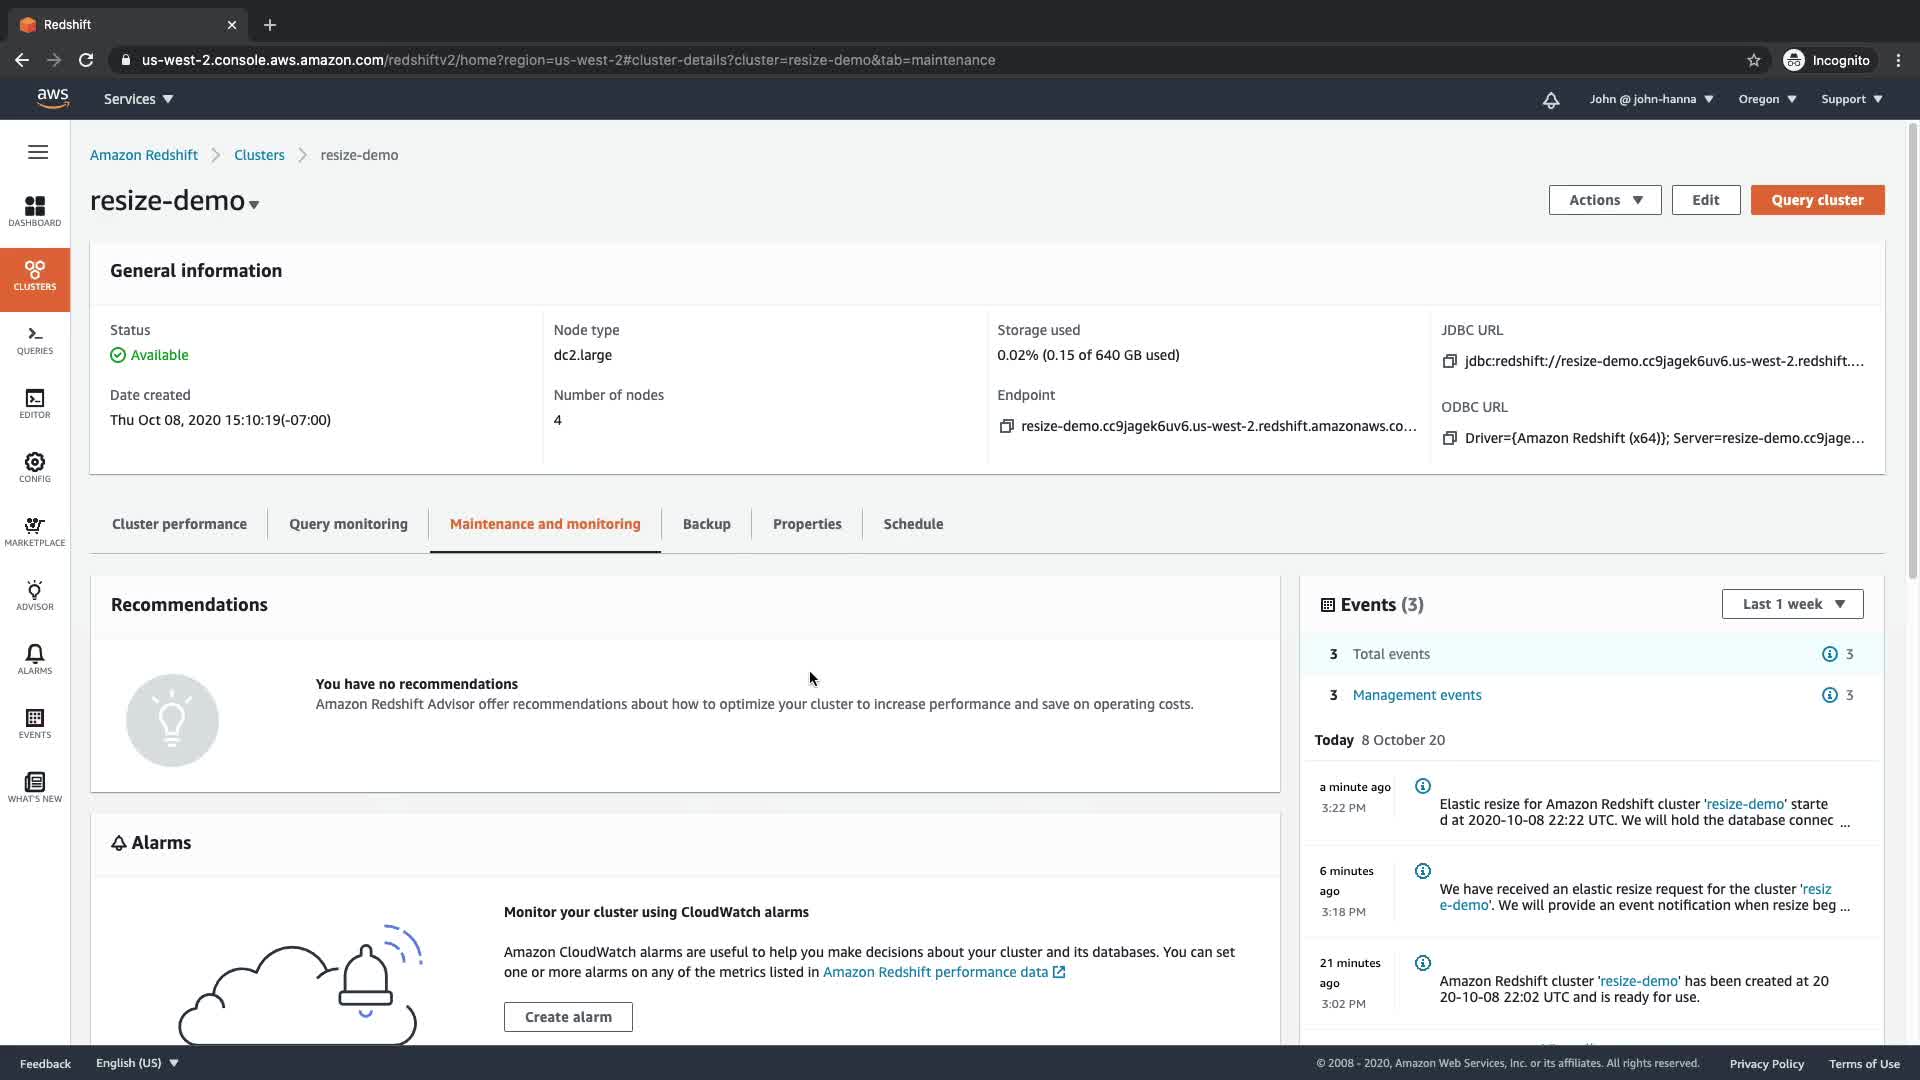 Redshift
us-west-2.console.aws.amazon.com/redshiftv2/home?region=us-west-2#cluster-details?cluster=resize-demo&tab=maintenance
Incognito
aws
Services
John @ john-hanna
Oregon
Support
Amazon Redshift
Clusters
resize-demo
resize-demo
Actions
Edit
Query cluster
DASHBOARD
CLUSTERS
QUERIES
EDITOR
CONFIG
MARKETPLACE
ADVISOR
ALARMS
EVENTS
WHAT'S NEW
General information
Status
Available
Date created
Thu Oct 08, 2020 15:10:19(-07:00)
Node type
dc2.large
Number of nodes
4
Storage used
0.02% (0.15 of 640 GB used)
Endpoint
resize-demo.cc9jagek6uv6.us-west-2.redshift.amazonaws.co...
JDBC URL
jdbc:redshift://resize-demo.cc9jagek6uv6.us-west-2.redshift....
ODBC URL
Driver={Amazon Redshift (x64)}; Server=resize-demo.cc9jage...
Cluster performance
Query monitoring
Maintenance and monitoring
Backup
Properties
Schedule
Recommendations
You have no recommendations
Amazon Redshift Advisor offer recommendations about how to optimize your cluster to increase performance and save on operating costs.
Alarms
Monitor your cluster using CloudWatch alarms
Amazon CloudWatch alarms are useful to help you make decisions about your cluster and its databases. You can set
one or more alarms on any of the metrics listed in Amazon Redshift performance data
Create alarm
Events (3)
Last 1 week
3 Total events 3
3 Management events 3
Today 8 October 20
a minute ago
3:22 PM
Elastic resize for Amazon Redshift cluster 'resize-demo' starte
d at 2020-10-08 22:22 UTC. We will hold the database connec ...
6 minutes
ago
3:18 PM
We have received an elastic resize request for the cluster 'resiz
e-demo'. We will provide an event notification when resize beg ...
21 minutes
ago
3:02 PM
Amazon Redshift cluster 'resize-demo' has been created at 20
20-10-08 22:02 UTC and is ready for use.
Feedback
English (US)
© 2008 - 2020, Amazon Web Services, Inc. or its affiliates. All rights reserved.
Privacy Policy
Terms of Use